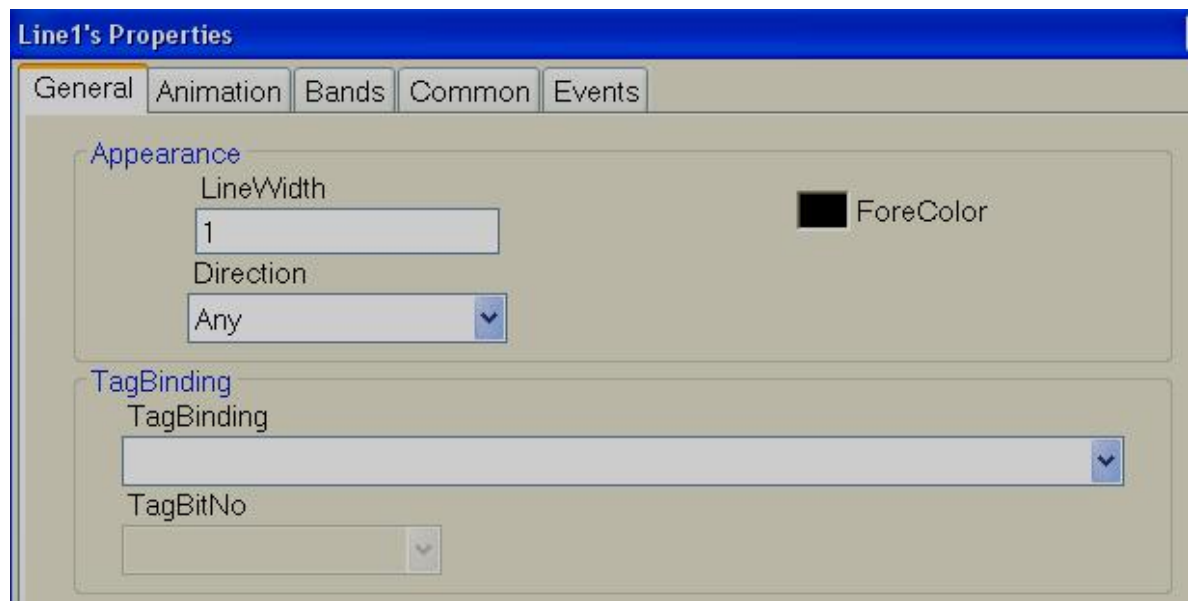 Line1's Properties
General Animation Bands Common Events
Appearance
LineWidth
ForeColor
1
Direction
Any
TagBinding
TagBinding
TagBitNo